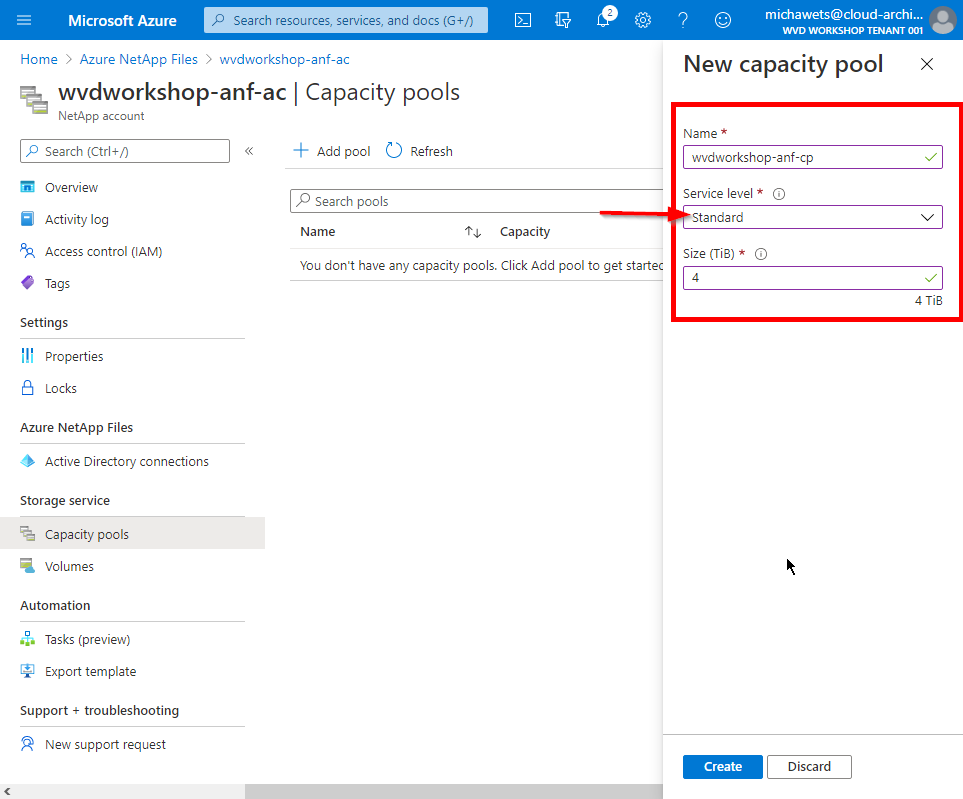 Microsoft Azure
Search resources, services, and docs (G+/)
2
michawets@cloud-archi...
WVD WORKSHOP TENANT 001
Home > Azure NetApp Files > wvdworkshop-anf-ac
wvdworkshop-anf-ac | Capacity pools
NetApp account
Search (Ctrl+/)
Overview
Activity log
Access control (IAM)
Tags
Settings
Properties
Locks
Azure NetApp Files
Active Directory connections
Storage service
Capacity pools
Volumes
Automation
Tasks (preview)
Export template
Support + troubleshooting
New support request
Add pool
Refresh
Search pools
Name
Capacity
You don't have any capacity pools. Click Add pool to get started
New capacity pool
Name *
wvdworkshop-anf-cp
Service level *
Standard
Size (TiB) *
4
4 TiB
Create
Discard